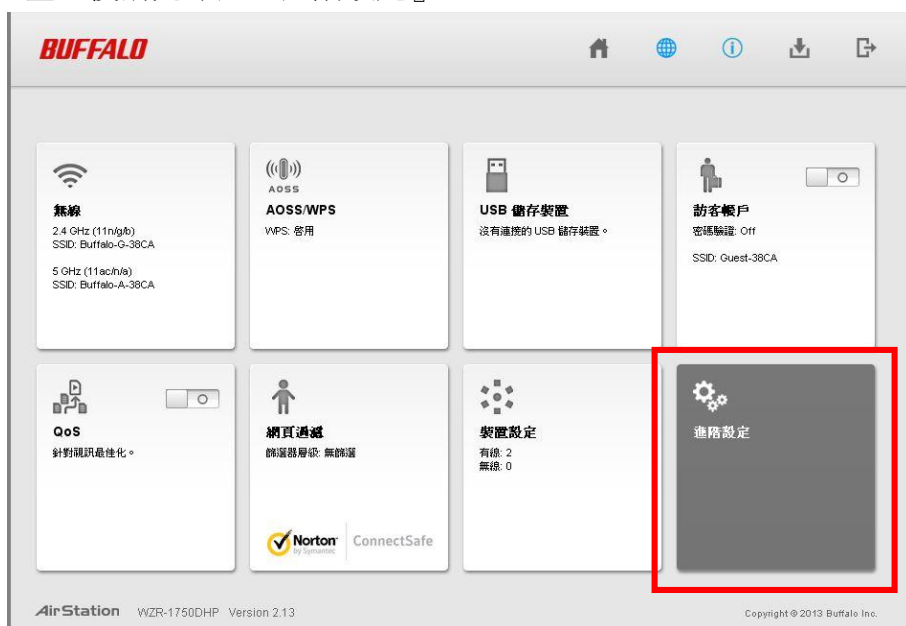 BUFFALO
無線
2.4 GHz (11n/g/b)
SSID: Buffalo-G-38CA
5 GHz (11ac/n/a)
SSID: Buffalo-A-38CA
AOSS
AOSS/WPS
WPS: 啓用
USB 儲存裝置
沒有連接的 USB 儲存裝置。
訪客帳戶
密碼驗證: Off
SSID: Guest-38CA
QoS
針對視訊最佳化。
網頁過濾
篩選器層級: 無篩選
Norton
by Symantec
ConnectSafe
裝置設定
有線: 2
無線: 0
進階設定
AirStation WZR-1750DHP Version 2.13
Copyright © 2013 Buffalo Inc.